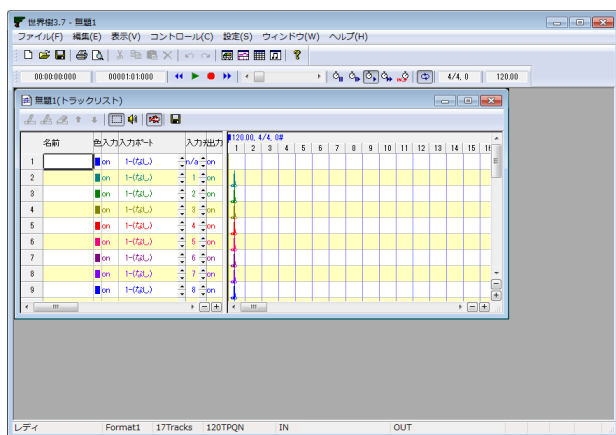 世界樹3.7 - 無題1
ファイル(F) 編集(E) 表示(V) コントロール(C) 設定(S) ウィンドウ(W) ヘルプ(H)
00:00:00:000 00001:01:000 4/4, 0 120.00
無題1(トラックリスト)
名前 色 入力 入力ポート 入力 出力
120.00, 4/4, 0#
1 2 3 4 5 6 7 8 9 10 11 12 13 14 15
1 on 1-(なし) n/a on
2 on 1-(なし) 1 on
3 on 1-(なし) 2 on
4 on 1-(なし) 3 on
5 on 1-(なし) 4 on
6 on 1-(なし) 5 on
7 on 1-(なし) 6 on
8 on 1-(なし) 7 on
9 on 1-(なし) 8 on
レディ Format1 17Tracks 120TPQN IN OUT